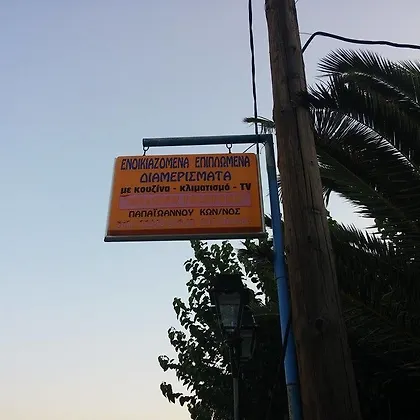 ΕΝΟΙΚΙΑΖΟΜΕΝΑ ΕΠΙΠΛΩΜΕΝΑ
ΔΙΑΜΕΡΙΣΜΑΤΑ
με κουζίνα - κλιματισμό - TV
ΠΑΠΑΪΩΑΝΝΟΥ ΚΩΝ/ΝΟΣ